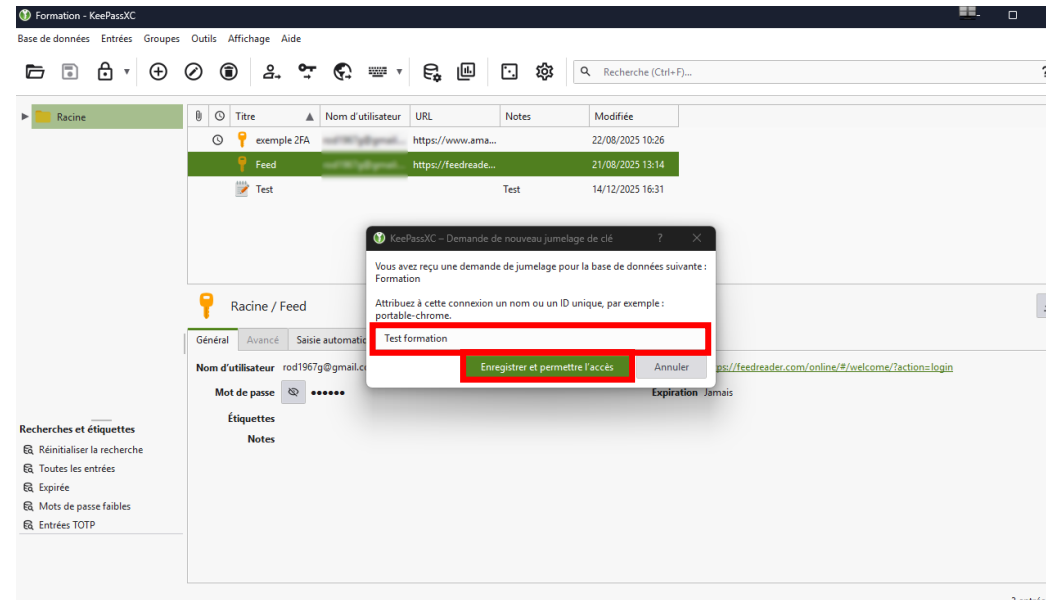 Formation - KeePassXC
Base de données Entrées Groupes Outils Affichage Aide
Recherche (Ctrl+F)...
Racine
Titre Nom d'utilisateur URL Notes Modifiée
exemple 2FA https://www.ama... 22/08/2025 10:26
Feed https://feedreade... 21/08/2025 13:14
Test Test 14/12/2025 16:31
KeePassXC – Demande de nouveau jumelage de clé ?
Vous avez reçu une demande de jumelage pour la base de données suivante :
Formation
Attribuez à cette connexion un nom ou un ID unique, par exemple :
portable-chrome.
Test formation
Enregistrer et permettre l'accès Annuler
Racine / Feed
Général Avancé Saisie automatic
Nom d'utilisateur rod1967g@gmail.c ps://feedreader.com/online/#/welcome/?action=login
Mot de passe ●●●●●● Expiration Jamais
Étiquettes
Notes
Recherches et étiquettes
Réinitialiser la recherche
Toutes les entrées
Expirée
Mots de passe faibles
Entrées TOTP